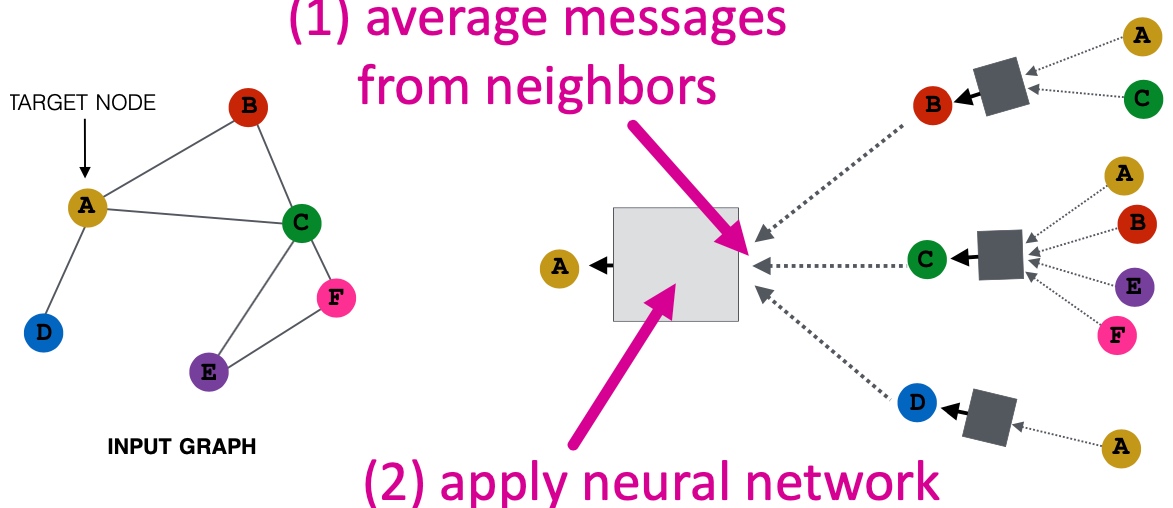 (1) average messages
from neighbors
TARGET NODE
B
A
C
F
D
E
INPUT GRAPH
A
B
C
D
A
C
A
B
E
F
A
(2) apply neural network